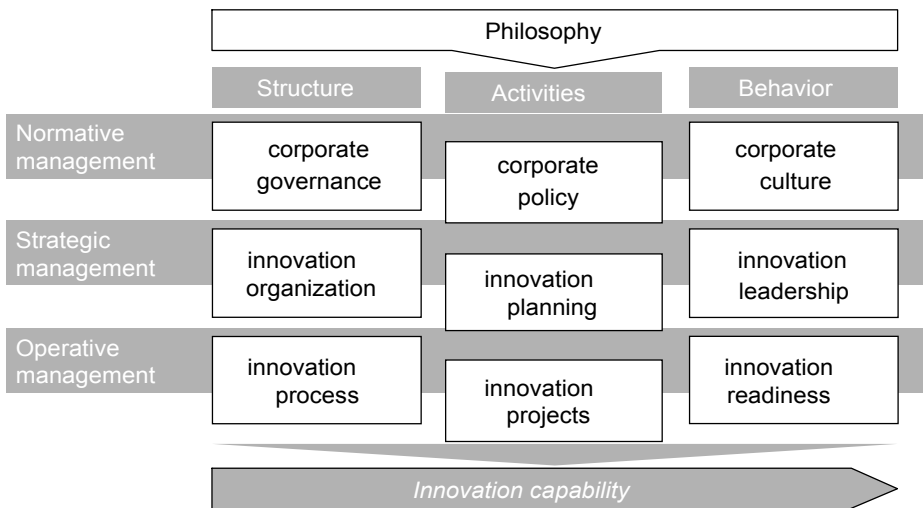 Philosophy
Structure
Activities
Behavior
Normative
management
corporate
governance
corporate
policy
corporate
culture
Strategic
management
innovation
organization
innovation
planning
innovation
leadership
Operative
management
innovation
process
innovation
projects
innovation
readiness
Innovation capability